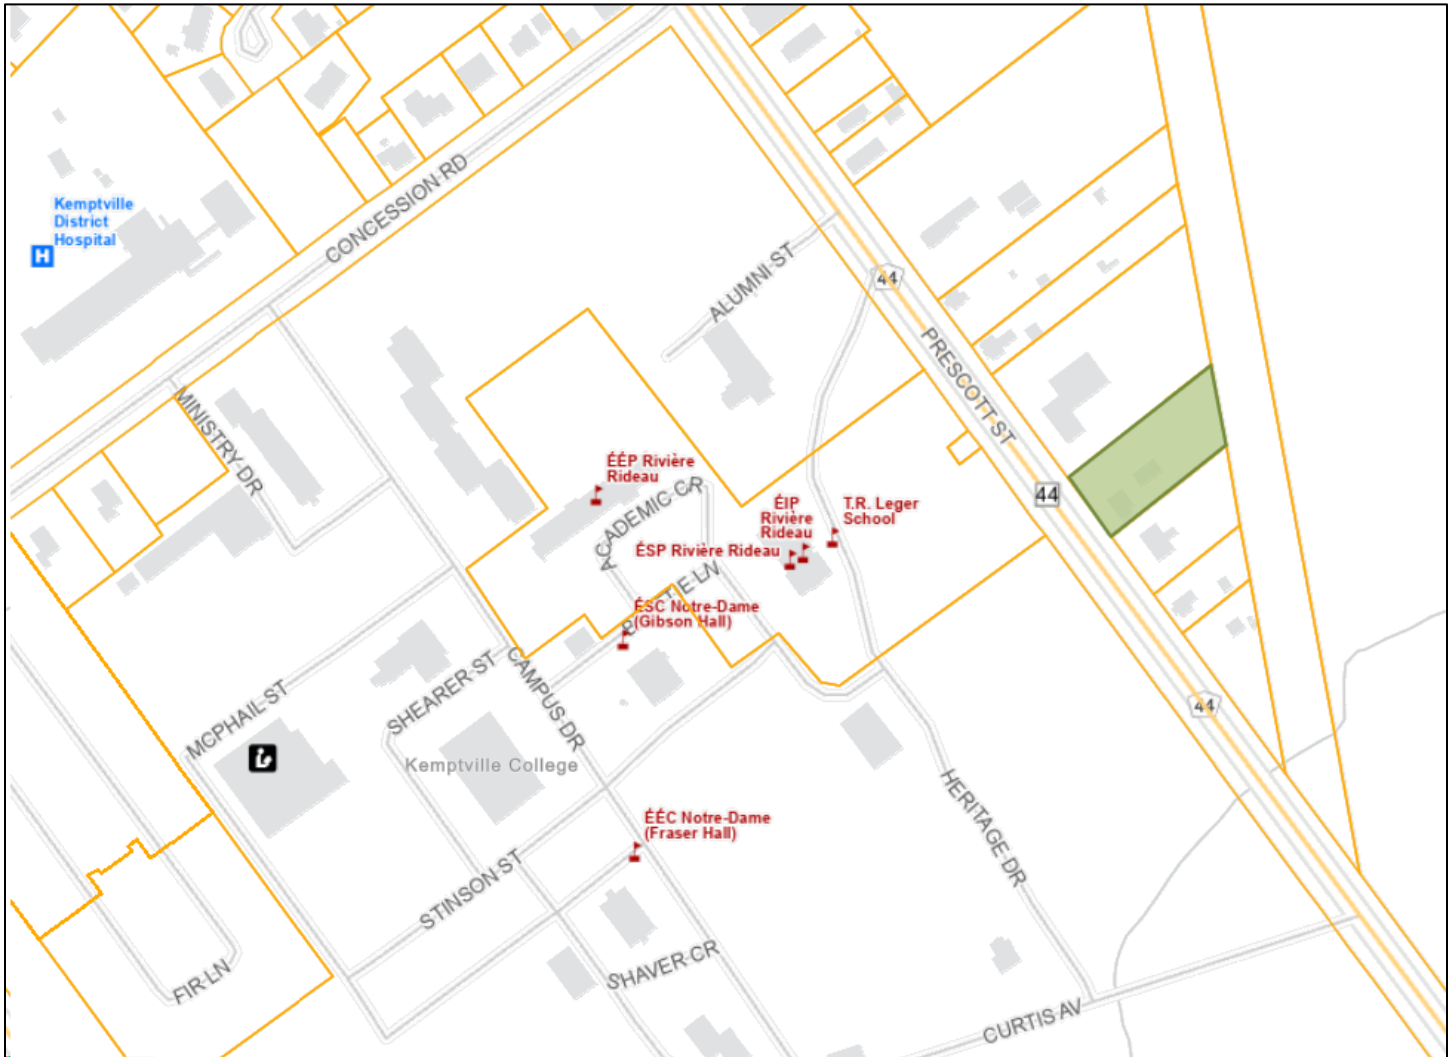 Kemptville
District
Hospital
H
CONCESSION RD
ALUMNI ST
44
PRESCOTT ST
MINISTRY DR
ÉÉP Rivière
Rideau
ACADEMIC CR
ÉIP
Rivière
Rideau
T.R. Leger
School
44
ÉSP Rivière Rideau
E LN
ÉSC Notre-Dame
(Gibson Hall)
SHEARER ST
CAMPUS DR
MCPHAIL ST
44
Kemptville College
HERITAGE DR
ÉÉC Notre-Dame
(Fraser Hall)
STINSON ST
SHAVER CR
FIR LN
CURTIS AV